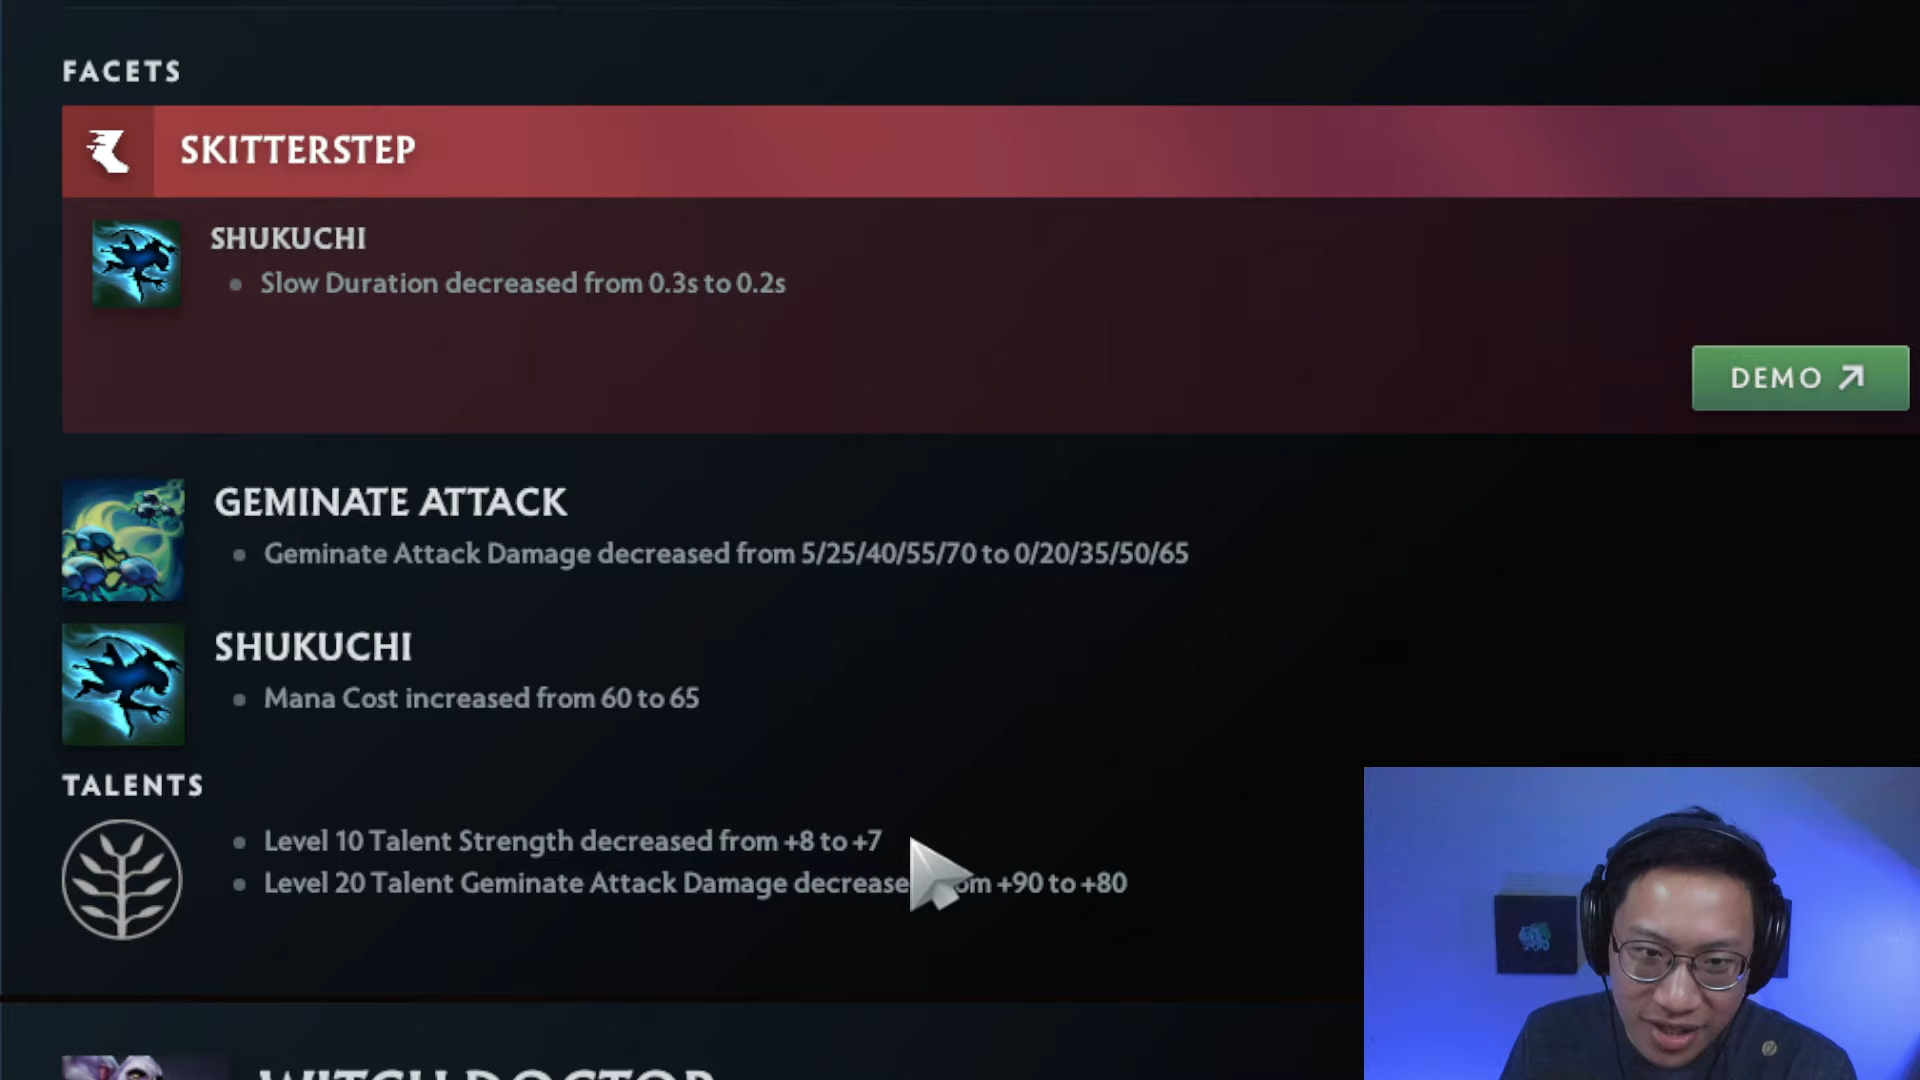 FACETS
SKITTERSTEP
SHUKUCHI
Slow Duration decreased from 0.3s to 0.2s
DEMO
GEMINATE ATTACK
Geminate Attack Damage decreased from 5/25/40/55/70 to 0/20/35/50/65
SHUKUCHI
Mana Cost increased from 60 to 65
TALENTS
Level 10 Talent Strength decreased from +8 to +7
Level 20 Talent Geminate Attack Damage decrease om +90 to +80
WITCH DOCTOR